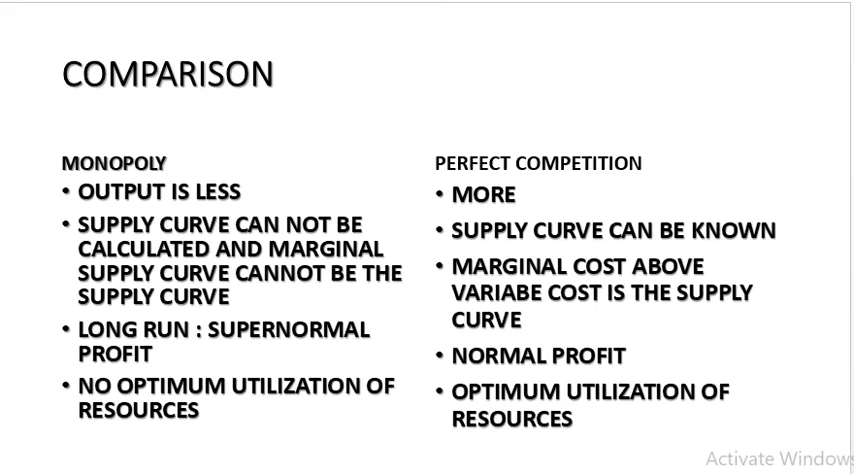 COMPARISON
MONOPOLY
• OUTPUT IS LESS
• SUPPLY CURVE CAN NOT BE
CALCULATED AND MARGINAL
SUPPLY CURVE CANNOT BE THE
SUPPLY CURVE
• LONG RUN : SUPERNORMAL
PROFIT
• NO OPTIMUM UTILIZATION OF
RESOURCES
PERFECT COMPETITION
• MORE
• SUPPLY CURVE CAN BE KNOWN
• MARGINAL COST ABOVE
VARIABE COST IS THE SUPPLY
CURVE
• NORMAL PROFIT
• OPTIMUM UTILIZATION OF
RESOURCES
Activate Windows